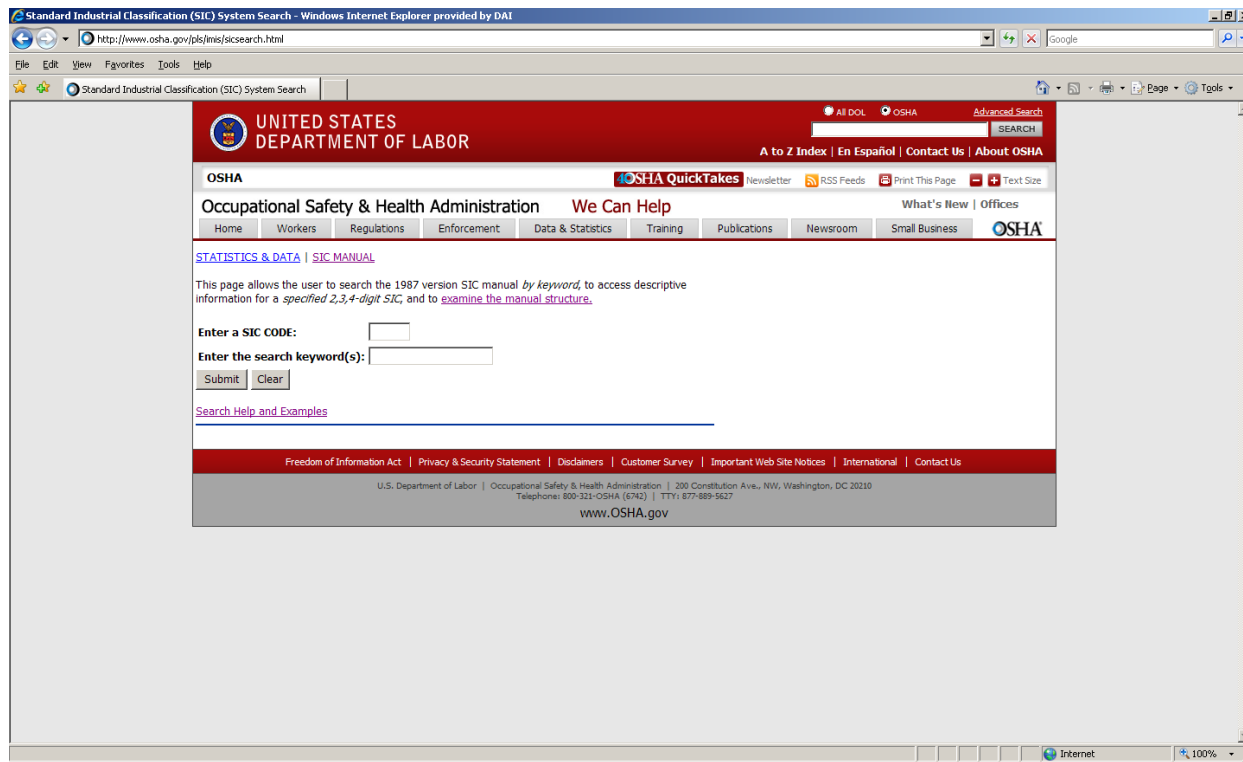 Standard Industrial Classification (SIC) System Search - Windows Internet Explorer provided by DAI
http://www.osha.gov/pls/imis/sicsearch.html
Google
File Edit View Favorites Tools Help
Standard Industrial Classification (SIC) System Search
Page Tools
UNITED STATES
DEPARTMENT OF LABOR
All DOL OSHA Advanced Search
SEARCH
A to Z Index | En Español | Contact Us | About OSHA
OSHA
OSHA QuickTakes Newsletter RSS Feeds Print This Page Text Size
Occupational Safety & Health Administration We Can Help
What's New | Offices
Home Workers Regulations Enforcement Data & Statistics Training Publications Newsroom Small Business OSHA
STATISTICS & DATA | SIC MANUAL
This page allows the user to search the 1987 version SIC manual by keyword, to access descriptive
information for a specified 2,3,4-digit SIC, and to examine the manual structure.
Enter a SIC CODE:
Enter the search keyword(s):
Submit Clear
Search Help and Examples
Freedom of Information Act | Privacy & Security Statement | Disclaimers | Customer Survey | Important Web Site Notices | International | Contact Us
U.S. Department of Labor | Occupational Safety & Health Administration | 200 Constitution Ave., NW, Washington, DC 20210
Telephone: 800-321-OSHA (6742) | TTY: 877-889-5627
www.OSHA.gov
Internet 100%